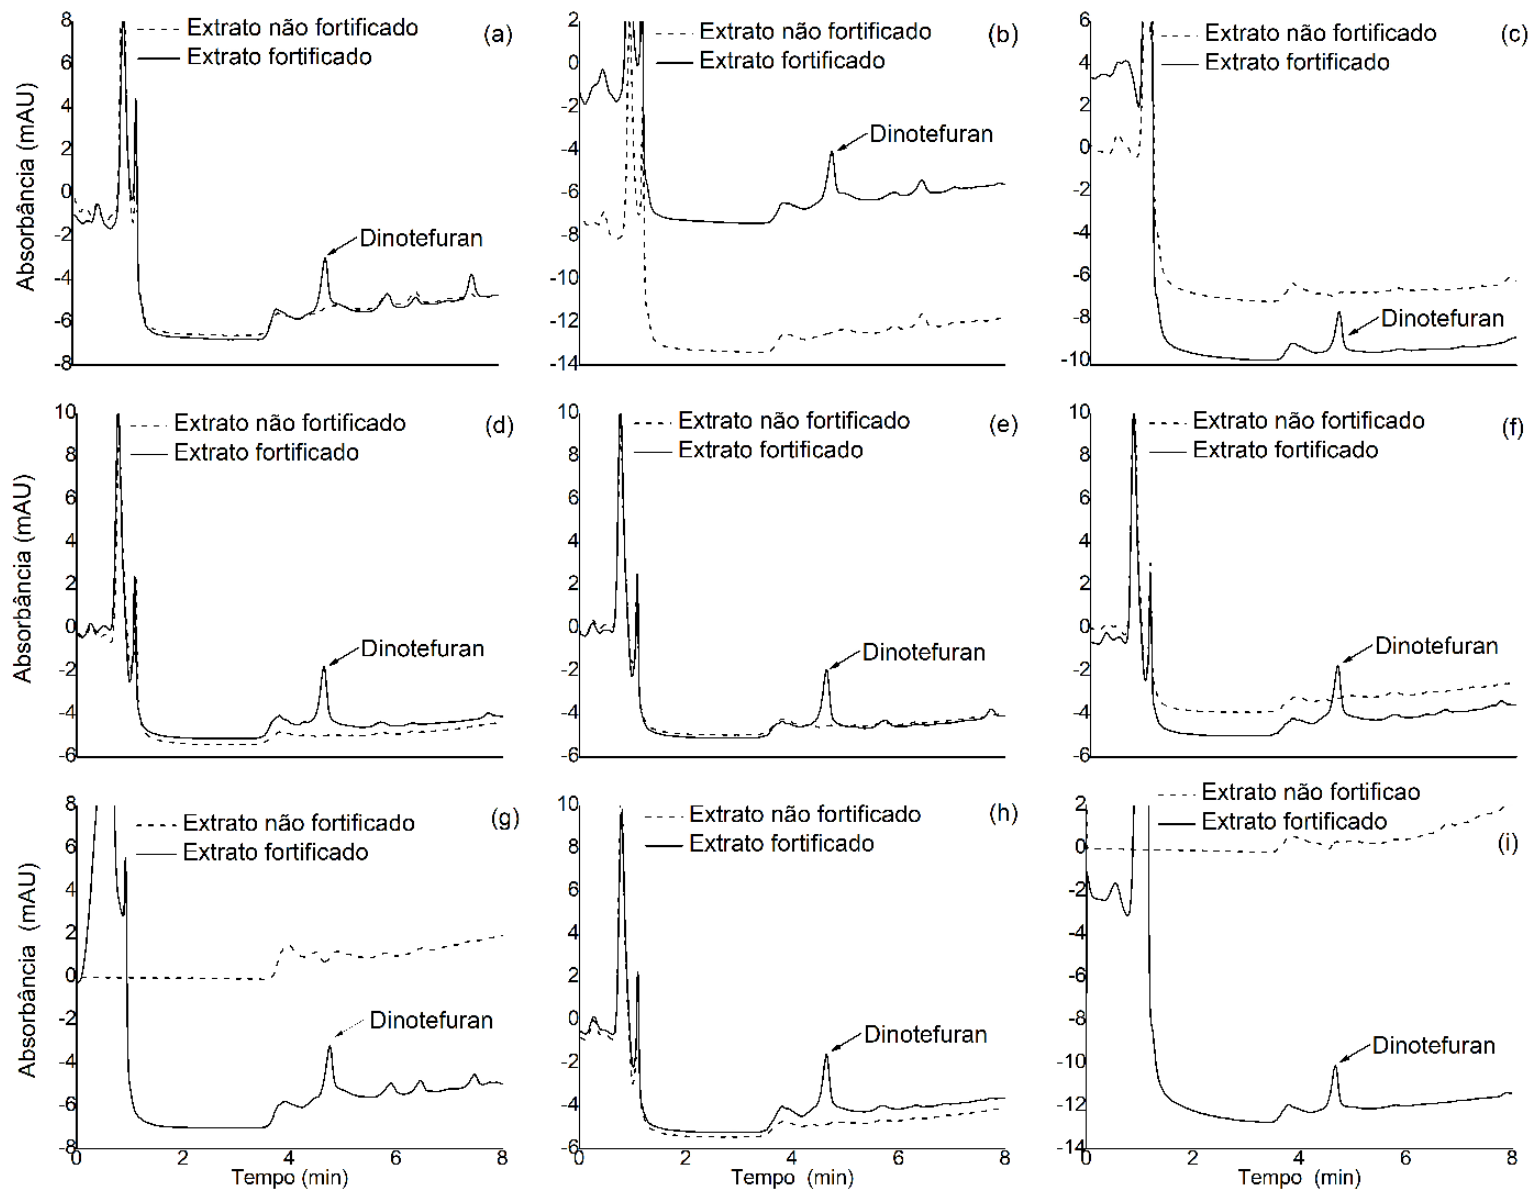 Extrato não fortificado
Extrato fortificado
(a)
8
6
4
2
0
-2
-4
-6
-8
Absorbância (mAU)
Dinotefuran
Extrato não fortificado
Extrato fortificado
(b)
2
0
-2
-4
-6
-8
-10
-12
-14
Dinotefuran
Extrato não fortificado
Extrato fortificado
(c)
6
4
2
0
-2
-4
-6
-8
-10
Dinotefuran
Extrato não fortificado
Extrato fortificado
(d)
10
8
6
4
2
0
-2
-4
-6
Absorbância (mAU)
Dinotefuran
Extrato não fortificado
Extrato fortificado
(e)
10
8
6
4
2
0
-2
-4
-6
Dinotefuran
Extrato não fortificado
Extrato fortificado
(f)
10
8
6
4
2
0
-2
-4
-6
Dinotefuran
Extrato não fortificado
Extrato fortificado
(g)
8
6
4
2
0
-2
-4
-6
-8
Absorbância (mAU)
Dinotefuran
0 2 4 6 8
Tempo (min)
Extrato não fortificado
Extrato fortificado
(h)
10
8
6
4
2
0
-2
-4
-6
Dinotefuran
0 2 4 6 8
Tempo (min)
Extrato não fortificao
Extrato fortificado
(i)
2
0
-2
-4
-6
-8
-10
-12
-14
Dinotefuran
0 2 4 6 8
Tempo (min)